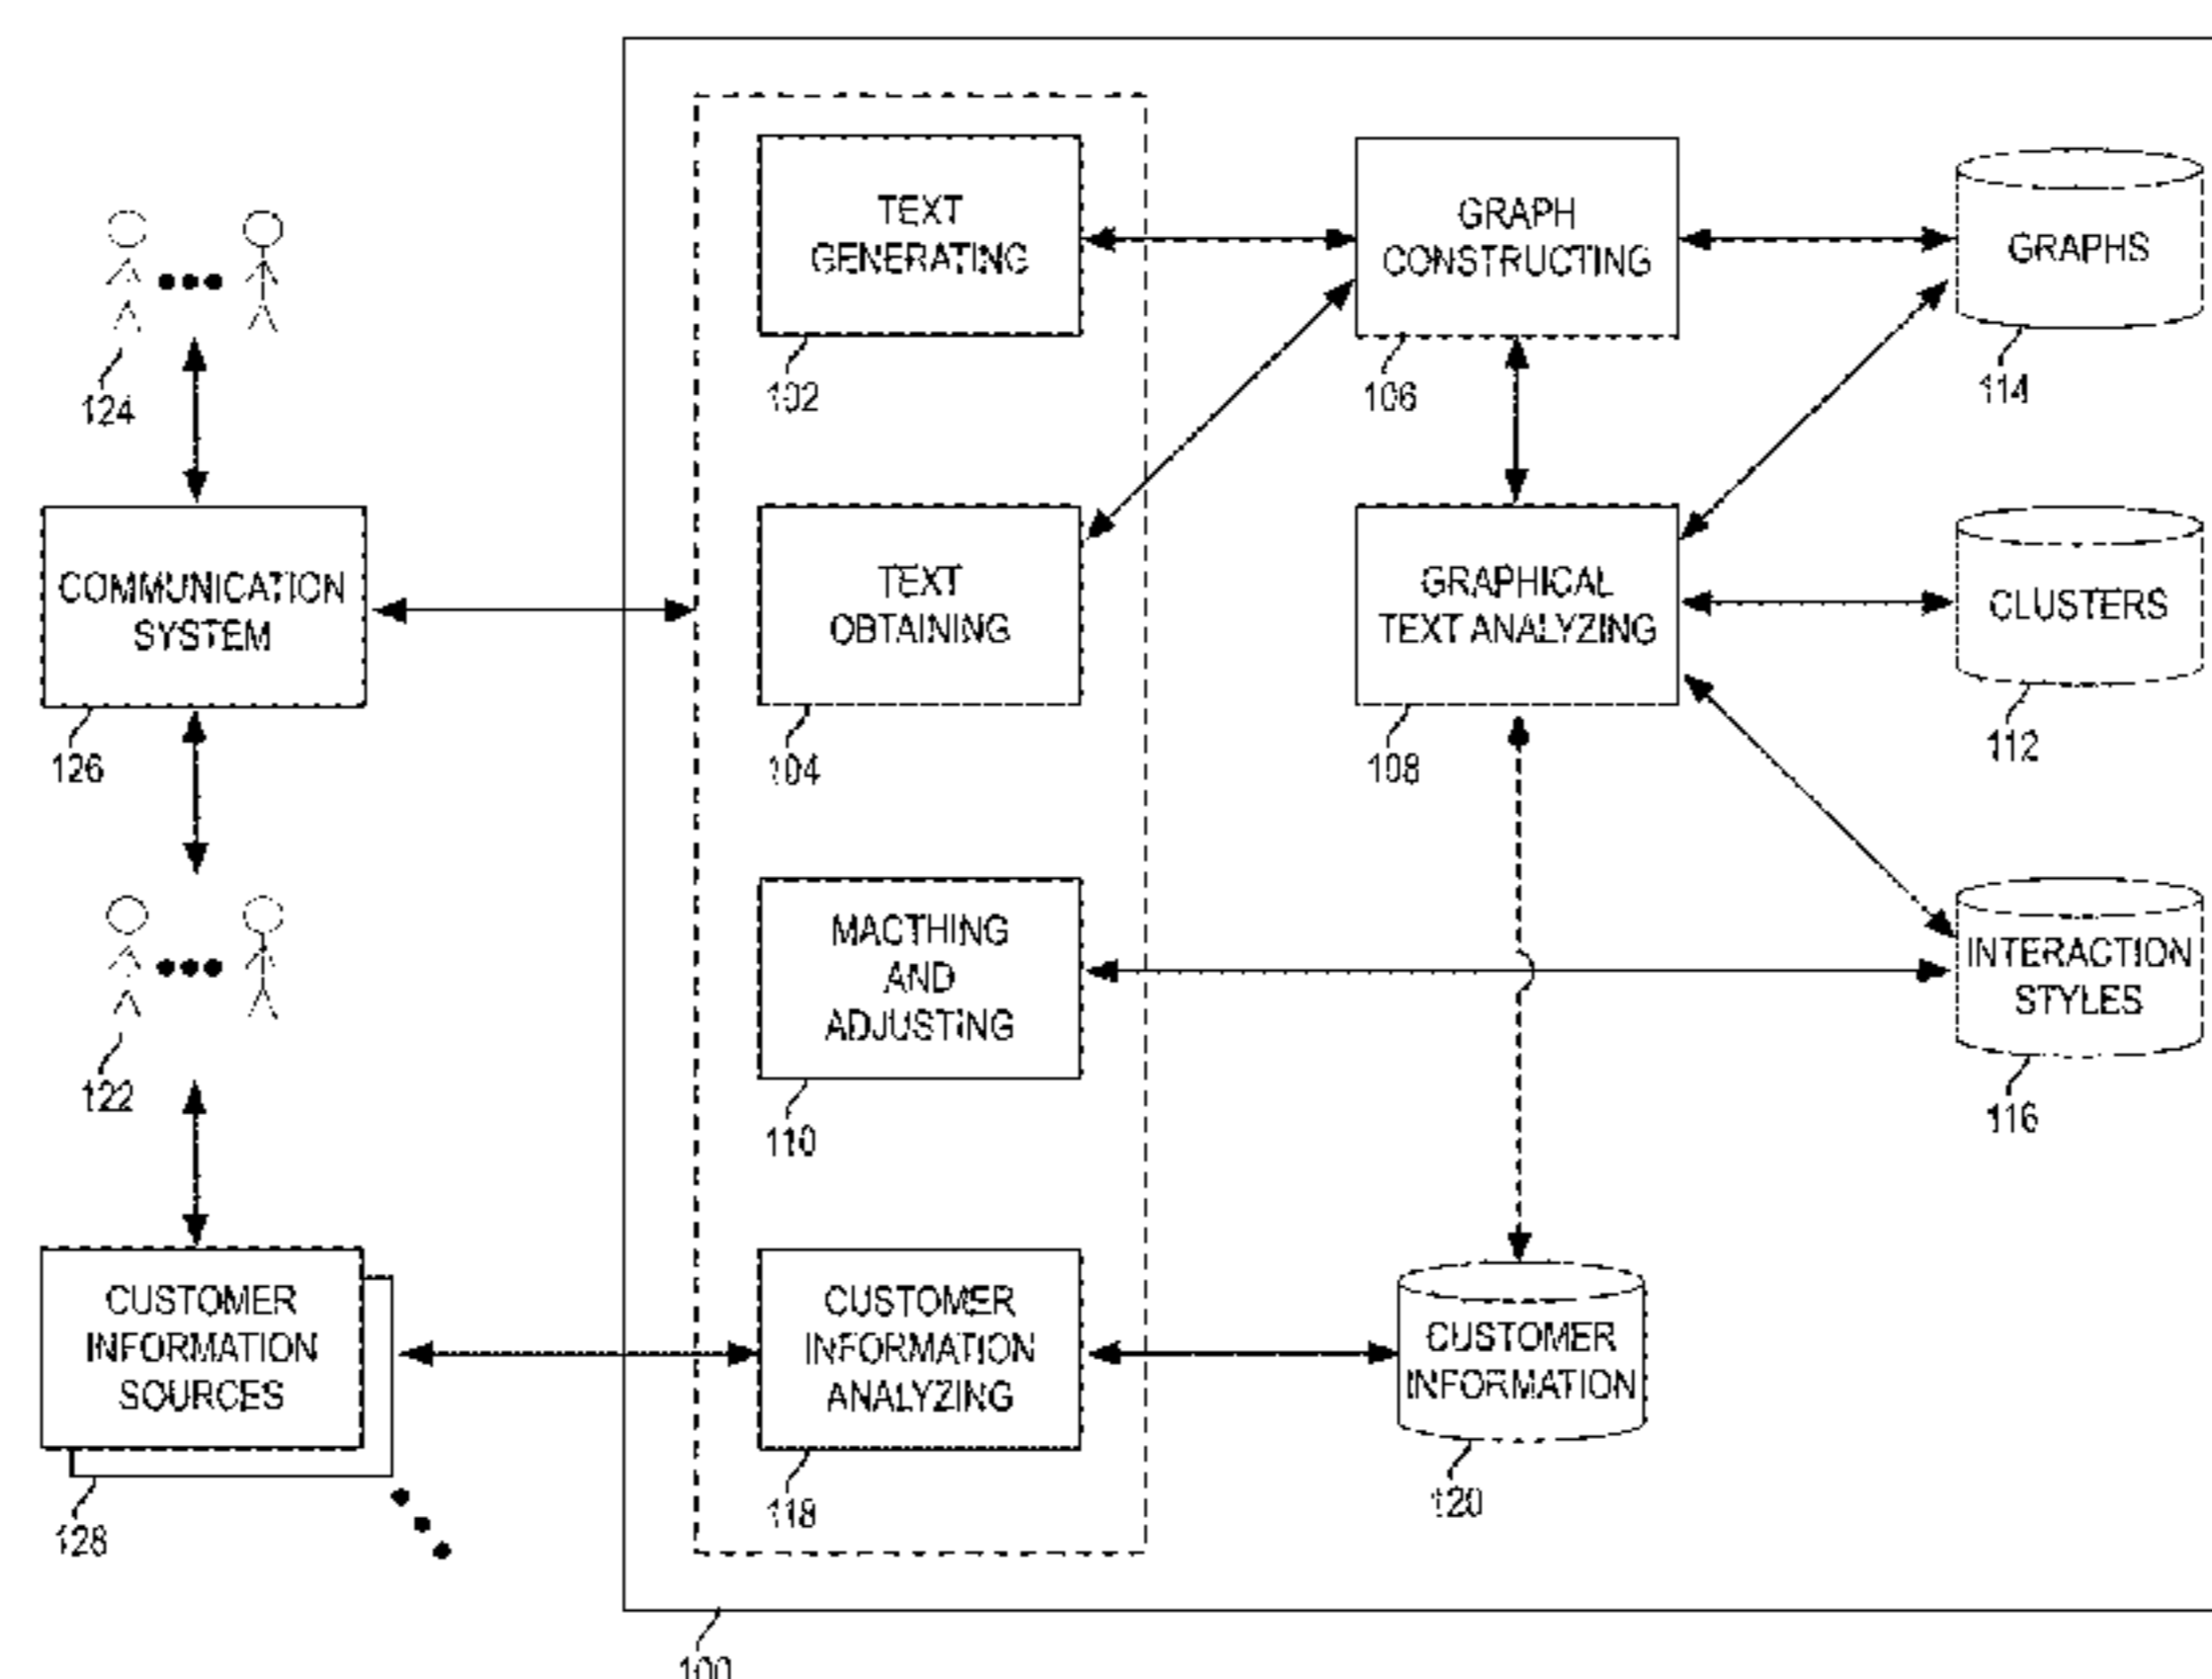 TEXT
GENERATING
102
GRAPH
CONSTRUCTING
106
GRAPHS
114
124
COMMUNICATION
SYSTEM
126
TEXT
OBTAINING
104
GRAPHICAL
TEXT ANALYZING
108
CLUSTERS
112
122
MACTHING
AND
ADJUSTING
110
INTERACTION
STYLES
116
CUSTOMER
INFORMATION
SOURCES
128
CUSTOMER
INFORMATION
ANALYZING
118
CUSTOMER
INFORMATION
120
100